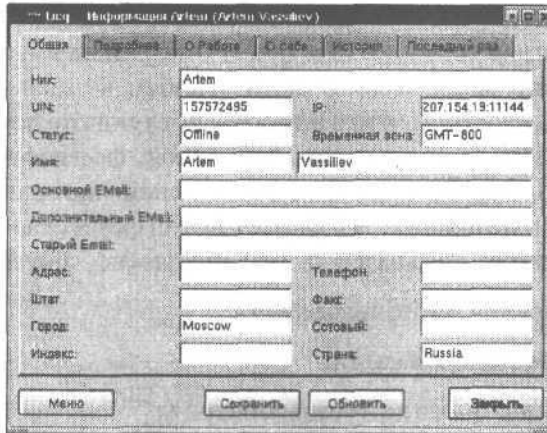 Licq Информация Artem (Artem Vassiliev)
Общая Подробнее О Работе О себе История Последний раз
Ник: Artem
UIN: 157572495 IP: 207.154.19:11144
Статус: Offline Временная зона: GMT-800
Имя: Artem Vassiliev
Основной EMail:
Дополнительный EMail:
Старый Email:
Адрес: Телефон:
Штат: Факс:
Город: Moscow Сотовый:
Индекс: Страна: Russia
Меню Сохранить Обновить Закрыть